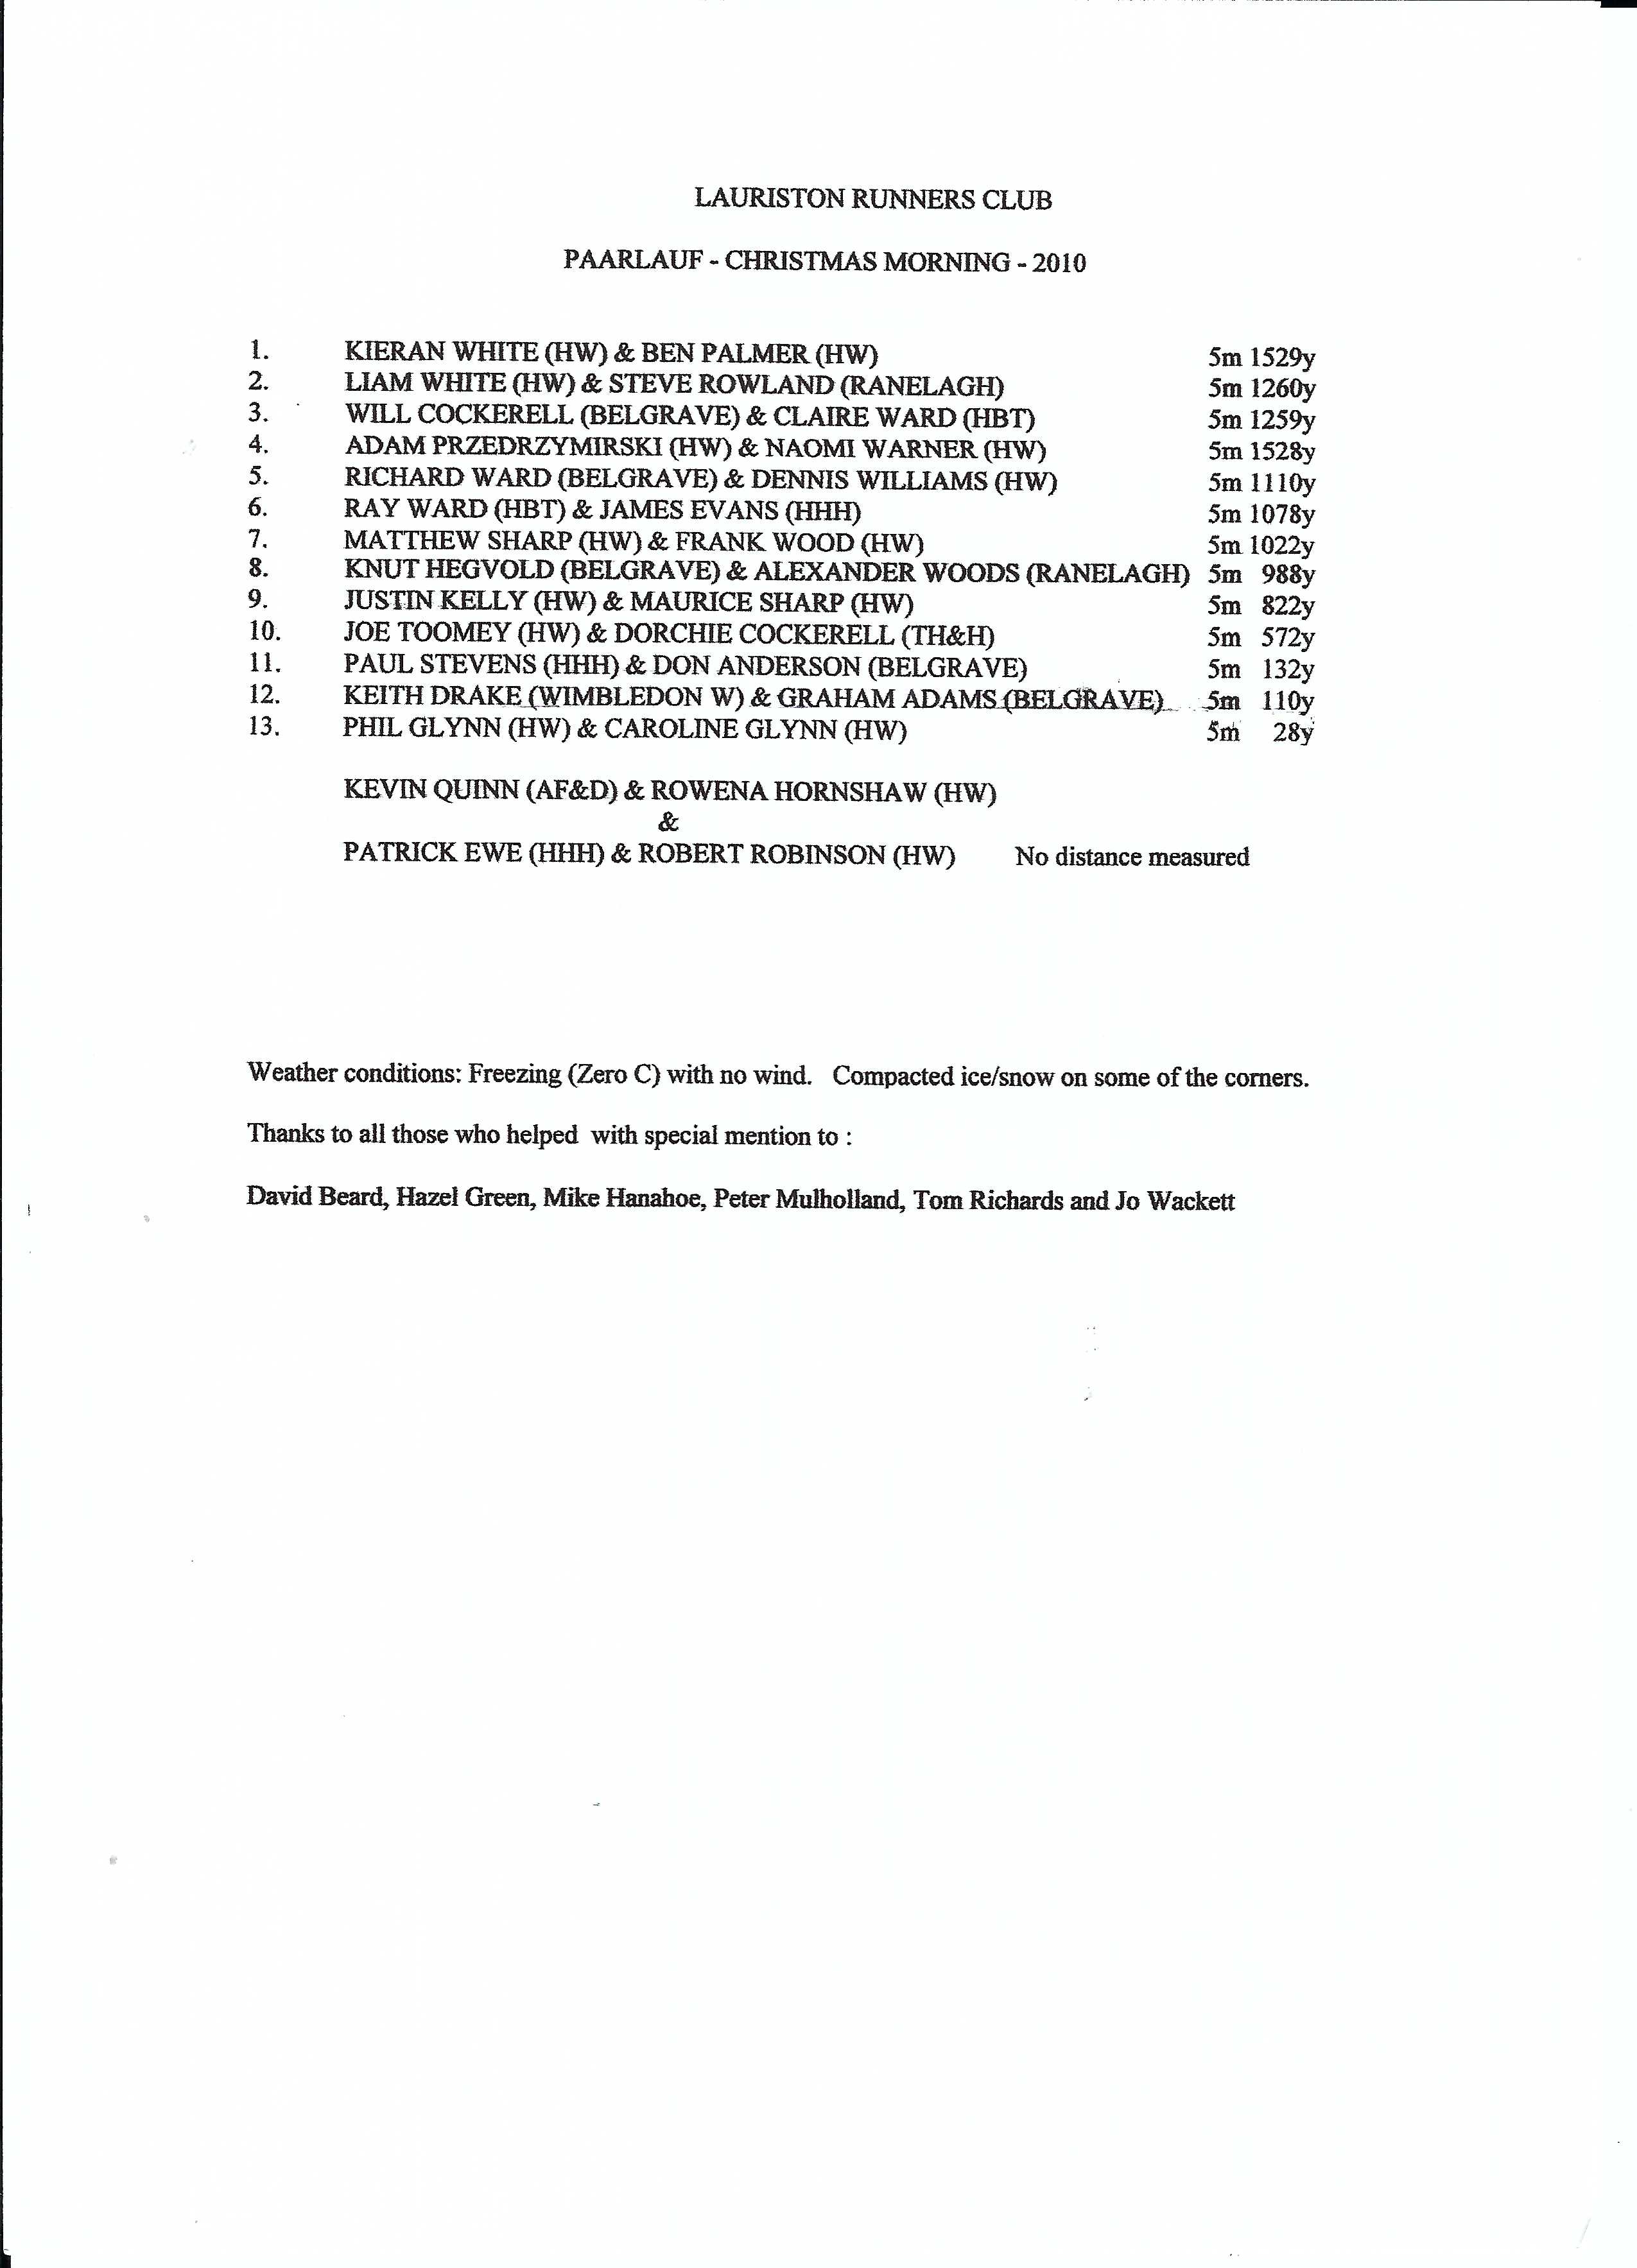 LAURISTON RUNNERS CLUB
PAARLAUF - CHRISTMAS MORNING - 2010
1. KIERAN WHITE (HW) & BEN PALMER (HW) 5m 1529y
2. LIAM WHITE (HW) & STEVE ROWLAND (RANELAGH) 5m 1260y
3. WILL COCKERELL (BELGRAVE) & CLAIRE WARD (HBT) 5m 1259y
4. ADAM PRZEDRZYMIRSKI (HW) & NAOMI WARNER (HW) 5m 1528y
5. RICHARD WARD (BELGRAVE) & DENNIS WILLIAMS (HW) 5m 1110y
6. RAY WARD (HBT) & JAMES EVANS (HHH) 5m 1078y
7. MATTHEW SHARP (HW) & FRANK WOOD (HW) 5m 1022y
8. KNUT HEGVOLD (BELGRAVE) & ALEXANDER WOODS (RANELAGH) 5m 988y
9. JUSTIN KELLY (HW) & MAURICE SHARP (HW) 5m 822y
10. JOE TOOMEY (HW) & DORCHIE COCKERELL (TH&H) 5m 572y
11. PAUL STEVENS (HHH) & DON ANDERSON (BELGRAVE) 5m 132y
12. KEITH DRAKE (WIMBLEDON W) & GRAHAM ADAMS (BELGRAVE) 5m 110y
13. PHIL GLYNN (HW) & CAROLINE GLYNN (HW) 5m 28y
KEVIN QUINN (AF&D) & ROWENA HORNSHAW (HW)
&
PATRICK EWE (HHH) & ROBERT ROBINSON (HW) No distance measured
Weather conditions: Freezing (Zero C) with no wind. Compacted ice/snow on some of the corners.
Thanks to all those who helped with special mention to :
David Beard, Hazel Green, Mike Hanahoe, Peter Mulholland, Tom Richards and Jo Wackett